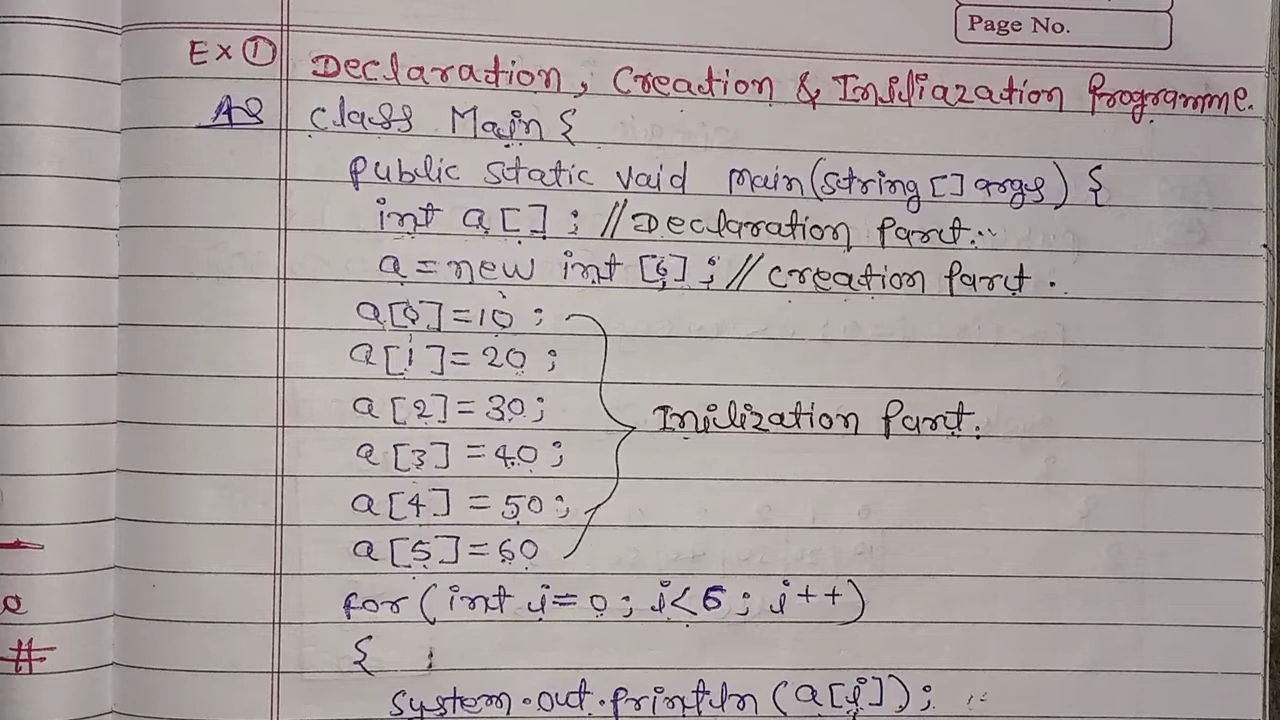 Page No.
Ex ① Declaration, Creation & Inidiazation Programme.
AS class Main {
public static vaid main(string [] args) {
int a [] ; // Declaration Part..
a = new int [6] ; // creation Part.
a[0]=10 ;
a[1]=20 ;
a[2]=30;
a[3]=40;
a[4]=50;
a[5]=60
Inilization Part.
for (int i=0; i<6; i++)
{
system.out.println (a[i]);